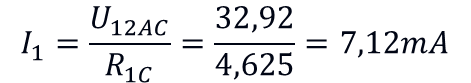 I₁ = U₁₂AC / R₁C = 32,92 / 4,625 = 7,12mA